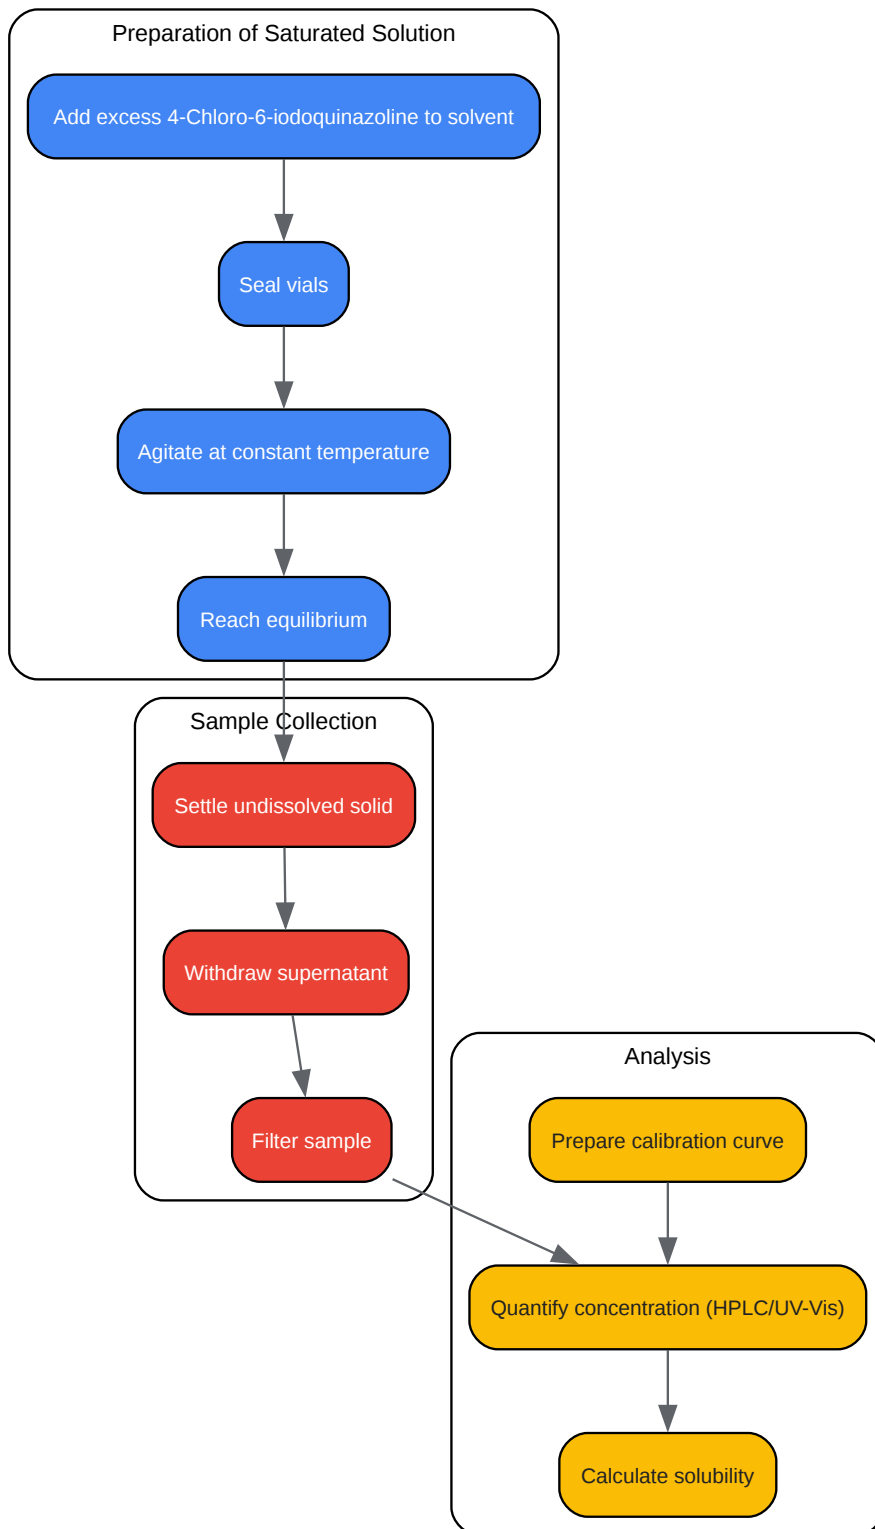 Preparation of Saturated Solution
Add excess 4-Chloro-6-iodoquinazoline to solvent
Seal vials
Agitate at constant temperature
Reach equilibrium
Sample Collection
Settle undissolved solid
Withdraw supernatant
Filter sample
Analysis
Prepare calibration curve
Quantify concentration (HPLC/UV-Vis)
Calculate solubility